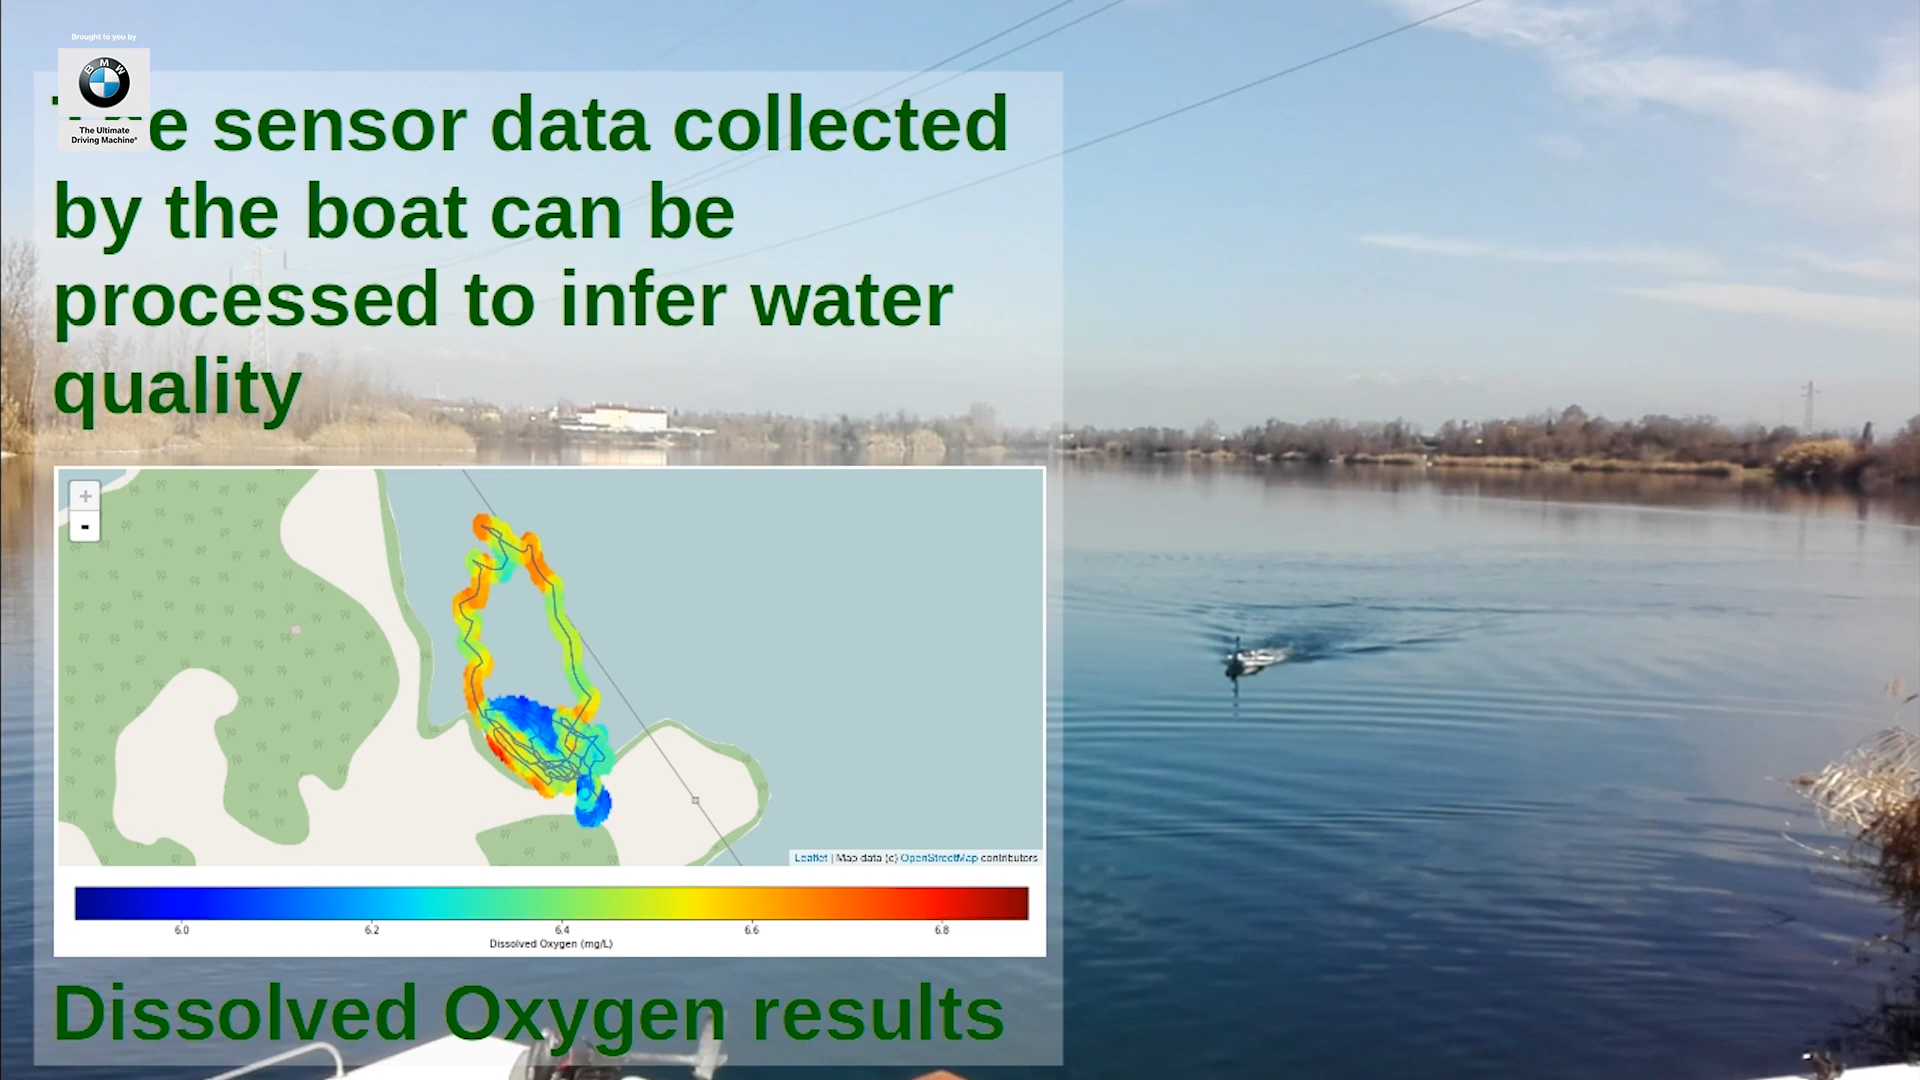 Brought to you by
BMW
The Ultimate
Driving Machine®
The sensor data collected
by the boat can be
processed to infer water
quality
+
-
Leaflet | Map data (c) OpenStreetMap contributors
6.0 6.2 6.4 6.6 6.8
Dissolved Oxygen (mg/L)
Dissolved Oxygen results